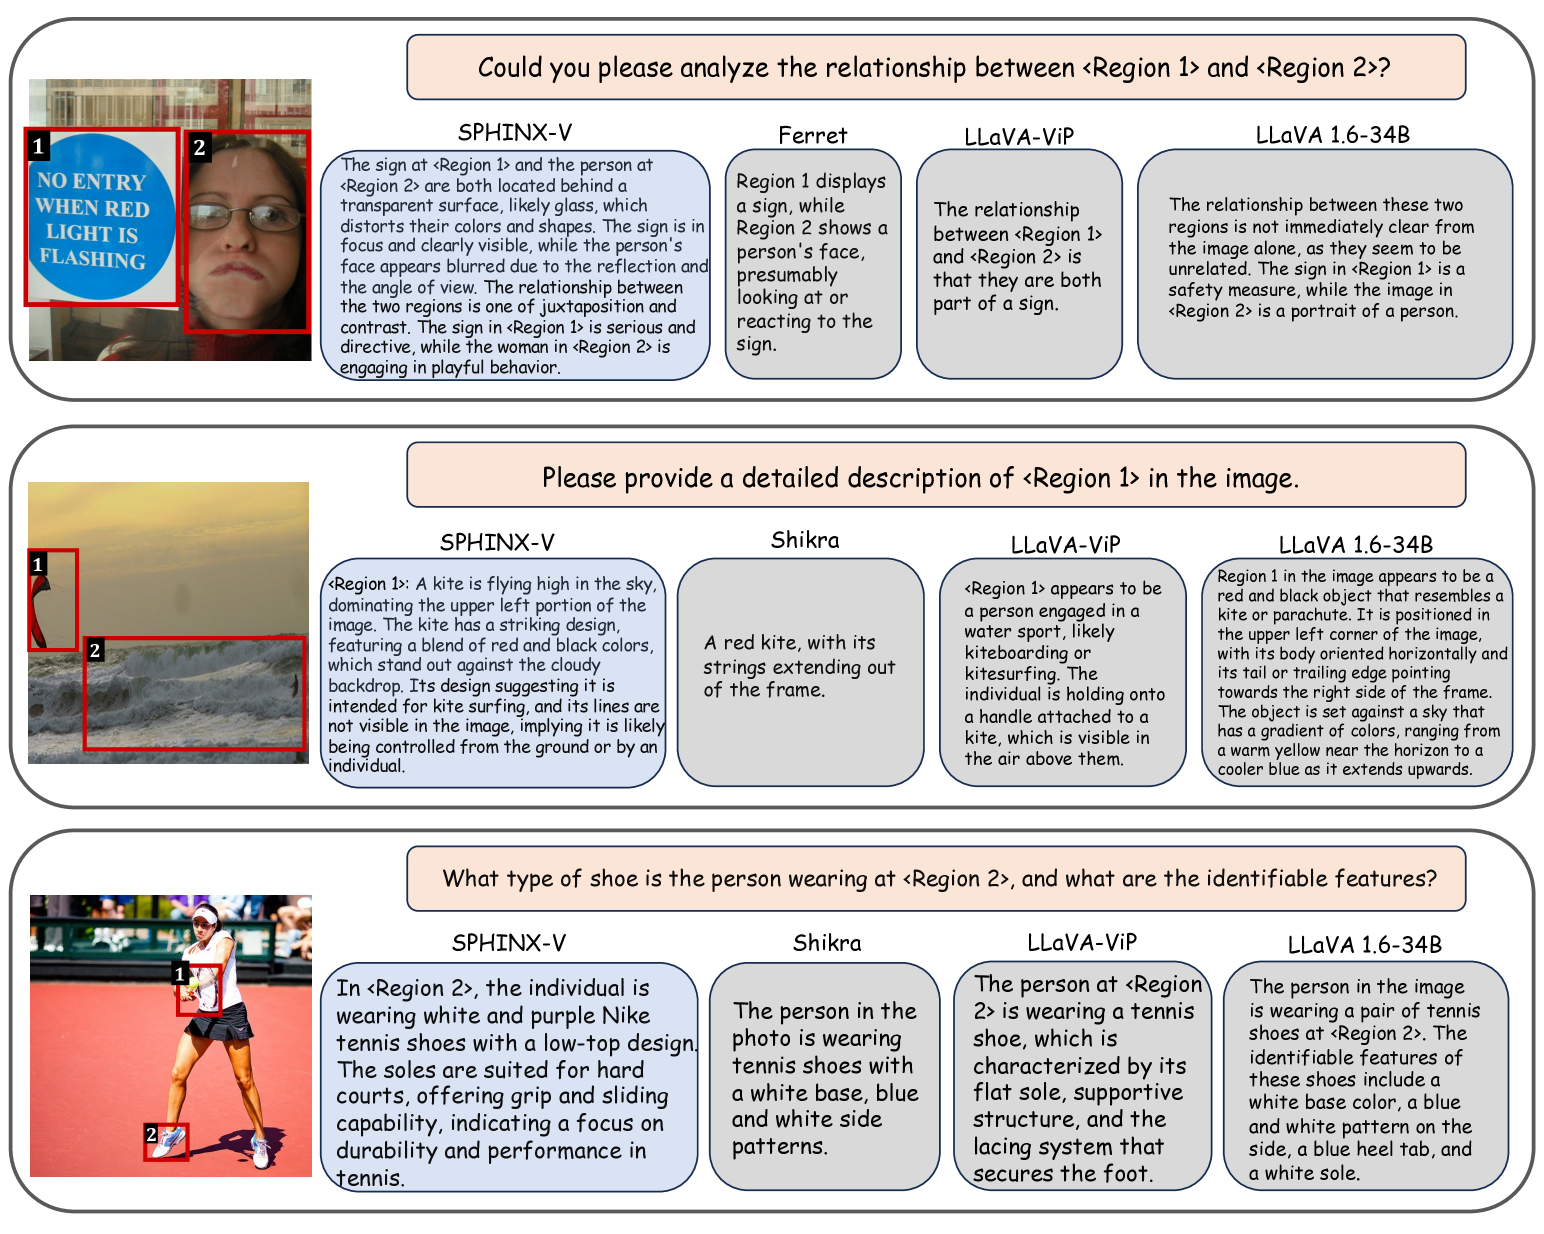 Could you please analyze the relationship between <Region 1> and <Region 2>?
1
2
NO ENTRY
WHEN RED
LIGHT IS
FLASHING
SPHINX-V
The sign at <Region 1> and the person at
<Region 2> are both located behind a
transparent surface, likely glass, which
distorts their colors and shapes. The sign is in
focus and clearly visible, while the person's
face appears blurred due to the reflection and
the angle of view. The relationship between
the two regions is one of juxtaposition and
contrast. The sign in <Region 1> is serious and
directive, while the woman in <Region 2> is
engaging in playful behavior.
Ferret
Region 1 displays
a sign, while
Region 2 shows a
person's face,
presumably
looking at or
reacting to the
sign.
LLaVA-ViP
The relationship
between <Region 1>
and <Region 2> is
that they are both
part of a sign.
LLaVA 1.6-34B
The relationship between these two
regions is not immediately clear from
the image alone, as they seem to be
unrelated. The sign in <Region 1> is a
safety measure, while the image in
<Region 2> is a portrait of a person.
Please provide a detailed description of <Region 1> in the image.
1
2
SPHINX-V
<Region 1>: A kite is flying high in the sky,
dominating the upper left portion of the
image. The kite has a striking design,
featuring a blend of red and black colors,
which stand out against the cloudy
backdrop. Its design suggesting it is
intended for kite surfing, and its lines are
not visible in the image, implying it is likely
being controlled from the ground or by an
individual.
Shikra
A red kite, with its
strings extending out
of the frame.
LLaVA-ViP
<Region 1> appears to be
a person engaged in a
water sport, likely
kiteboarding or
kitesurfing. The
individual is holding onto
a handle attached to a
kite, which is visible in
the air above them.
LLaVA 1.6-34B
Region 1 in the image appears to be a
red and black object that resembles a
kite or parachute. It is positioned in
the upper left corner of the image,
with its body oriented horizontally and
its tail or trailing edge pointing
towards the right side of the frame.
The object is set against a sky that
has a gradient of colors, ranging from
a warm yellow near the horizon to a
cooler blue as it extends upwards.
What type of shoe is the person wearing at <Region 2>, and what are the identifiable features?
1
2
SPHINX-V
In <Region 2>, the individual is
wearing white and purple Nike
tennis shoes with a low-top design.
The soles are suited for hard
courts, offering grip and sliding
capability, indicating a focus on
durability and performance in
tennis.
Shikra
The person in the
photo is wearing
tennis shoes with
a white base, blue
and white side
patterns.
LLaVA-ViP
The person at <Region
2> is wearing a tennis
shoe, which is
characterized by its
flat sole, supportive
structure, and the
lacing system that
secures the foot.
LLaVA 1.6-34B
The person in the image
is wearing a pair of tennis
shoes at <Region 2>. The
identifiable features of
these shoes include a
white base color, a blue
and white pattern on the
side, a blue heel tab, and
a white sole.